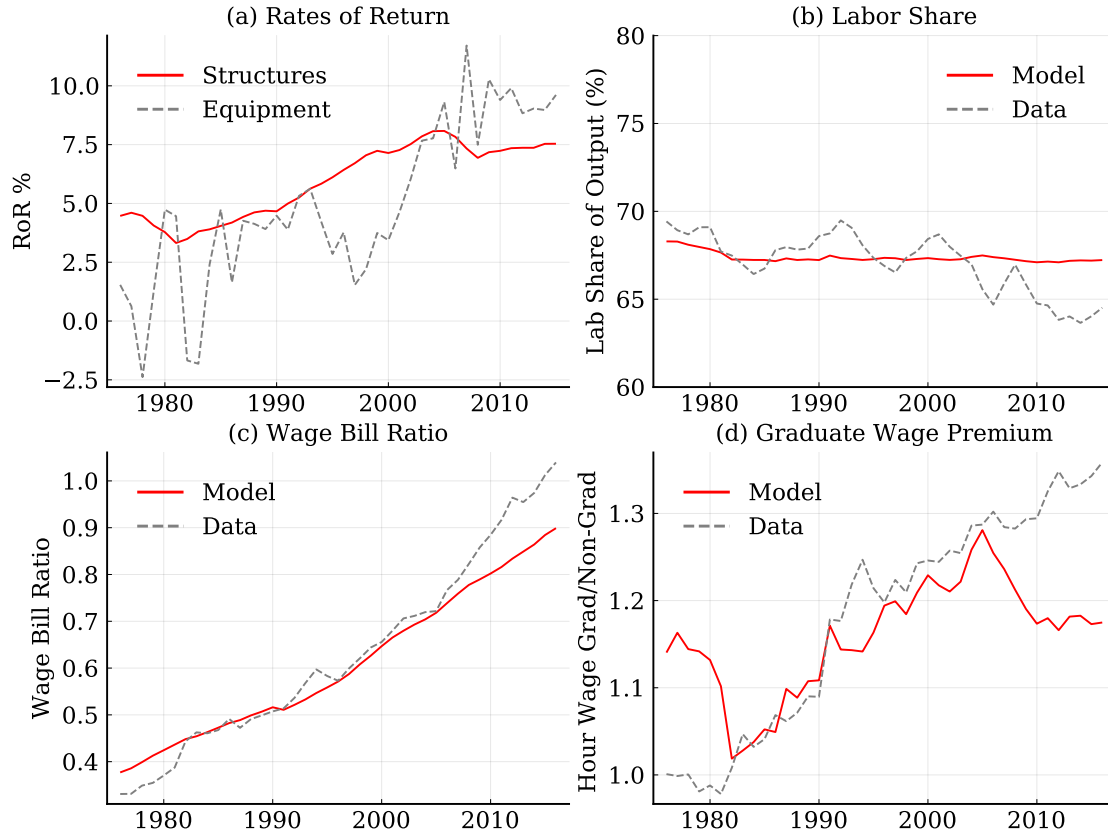 (a) Rates of Return
RoR %
10.0
7.5
5.0
2.5
0.0
−2.5
Structures
Equipment
1980
1990
2000
2010
(b) Labor Share
Lab Share of Output (%)
80
75
70
65
60
Model
Data
1980
1990
2000
2010
(c) Wage Bill Ratio
Wage Bill Ratio
1.0
0.9
0.8
0.7
0.6
0.5
0.4
Model
Data
1980
1990
2000
2010
(d) Graduate Wage Premium
Hour Wage Grad/Non-Grad
1.3
1.2
1.1
1.0
Model
Data
1980
1990
2000
2010